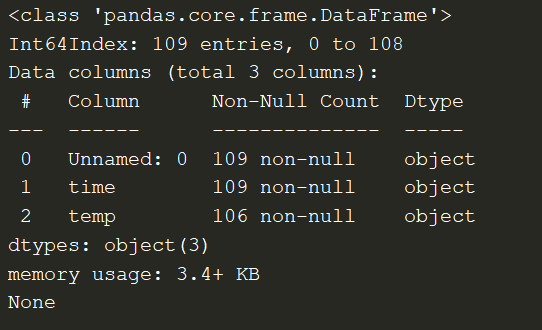 <class 'pandas.core.frame.DataFrame'>
Int64Index: 109 entries, 0 to 108
Data columns (total 3 columns):
 #   Column      Non-Null Count  Dtype
---  ------      --------------  -----
 0   Unnamed: 0  109 non-null    object
 1   time        109 non-null    object
 2   temp        106 non-null    object
dtypes: object(3)
memory usage: 3.4+ KB
None